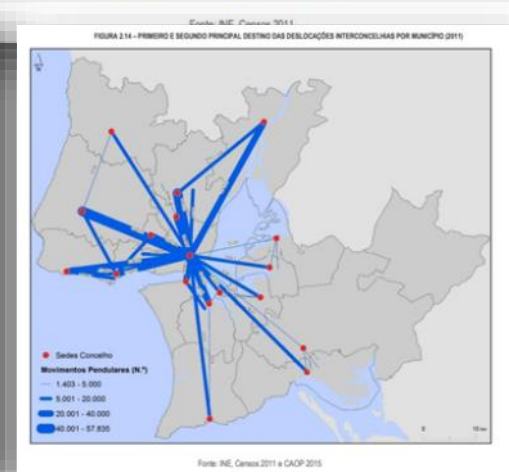 Fonte: INE, Censos 2011
FIGURA 2.14 – PRIMEIRO E SEGUNDO PRINCIPAL DESTINO DAS DESLOCAÇÕES INTERCONCELHIAS POR MUNICÍPIO (2011)
Sedes Concelho
Movimentos Pendulares (N.º)
1.403 - 5.000
5.001 - 20.000
20.001 - 40.000
40.001 - 57.835
0 10
Fonte: INE, Censos 2011 e CAOP 2015